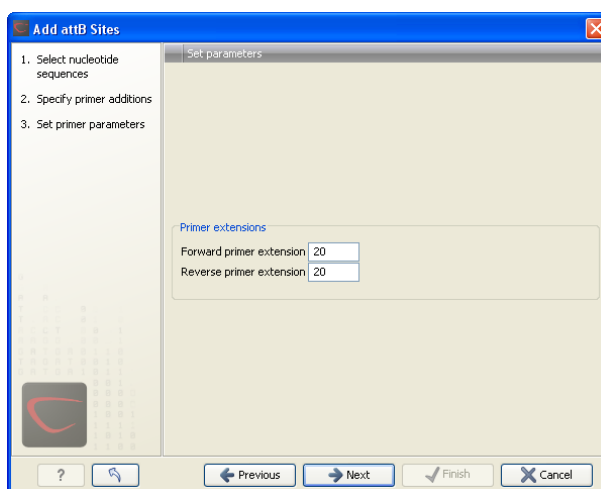 Add attB Sites
1. Select nucleotide
sequences
2. Specify primer additions
3. Set primer parameters
Set parameters
Primer extensions
Forward primer extension 20
Reverse primer extension 20
?
Previous
Next
Finish
Cancel